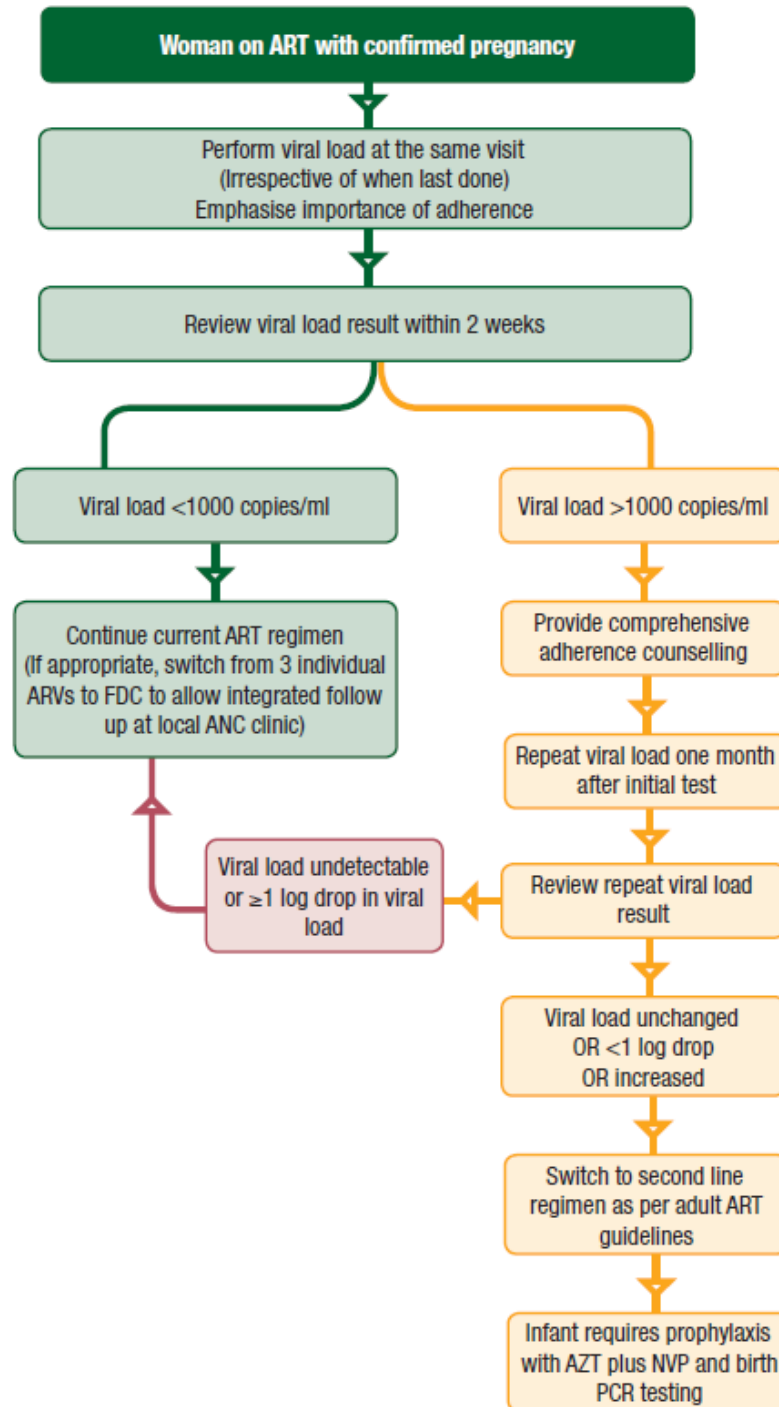 Woman on ART with confirmed pregnancy
Perform viral load at the same visit
(Irrespective of when last done)
Emphasise importance of adherence
Review viral load result within 2 weeks
Viral load <1000 copies/ml
Continue current ART regimen
(If appropriate, switch from 3 individual
ARVs to FDC to allow integrated follow
up at local ANC clinic)
Viral load >1000 copies/ml
Provide comprehensive
adherence counselling
Repeat viral load one month
after initial test
Review repeat viral load
result
Viral load undetectable
or ≥1 log drop in viral
load
Viral load unchanged
OR <1 log drop
OR increased
Switch to second line
regimen as per adult ART
guidelines
Infant requires prophylaxis
with AZT plus NVP and birth
PCR testing